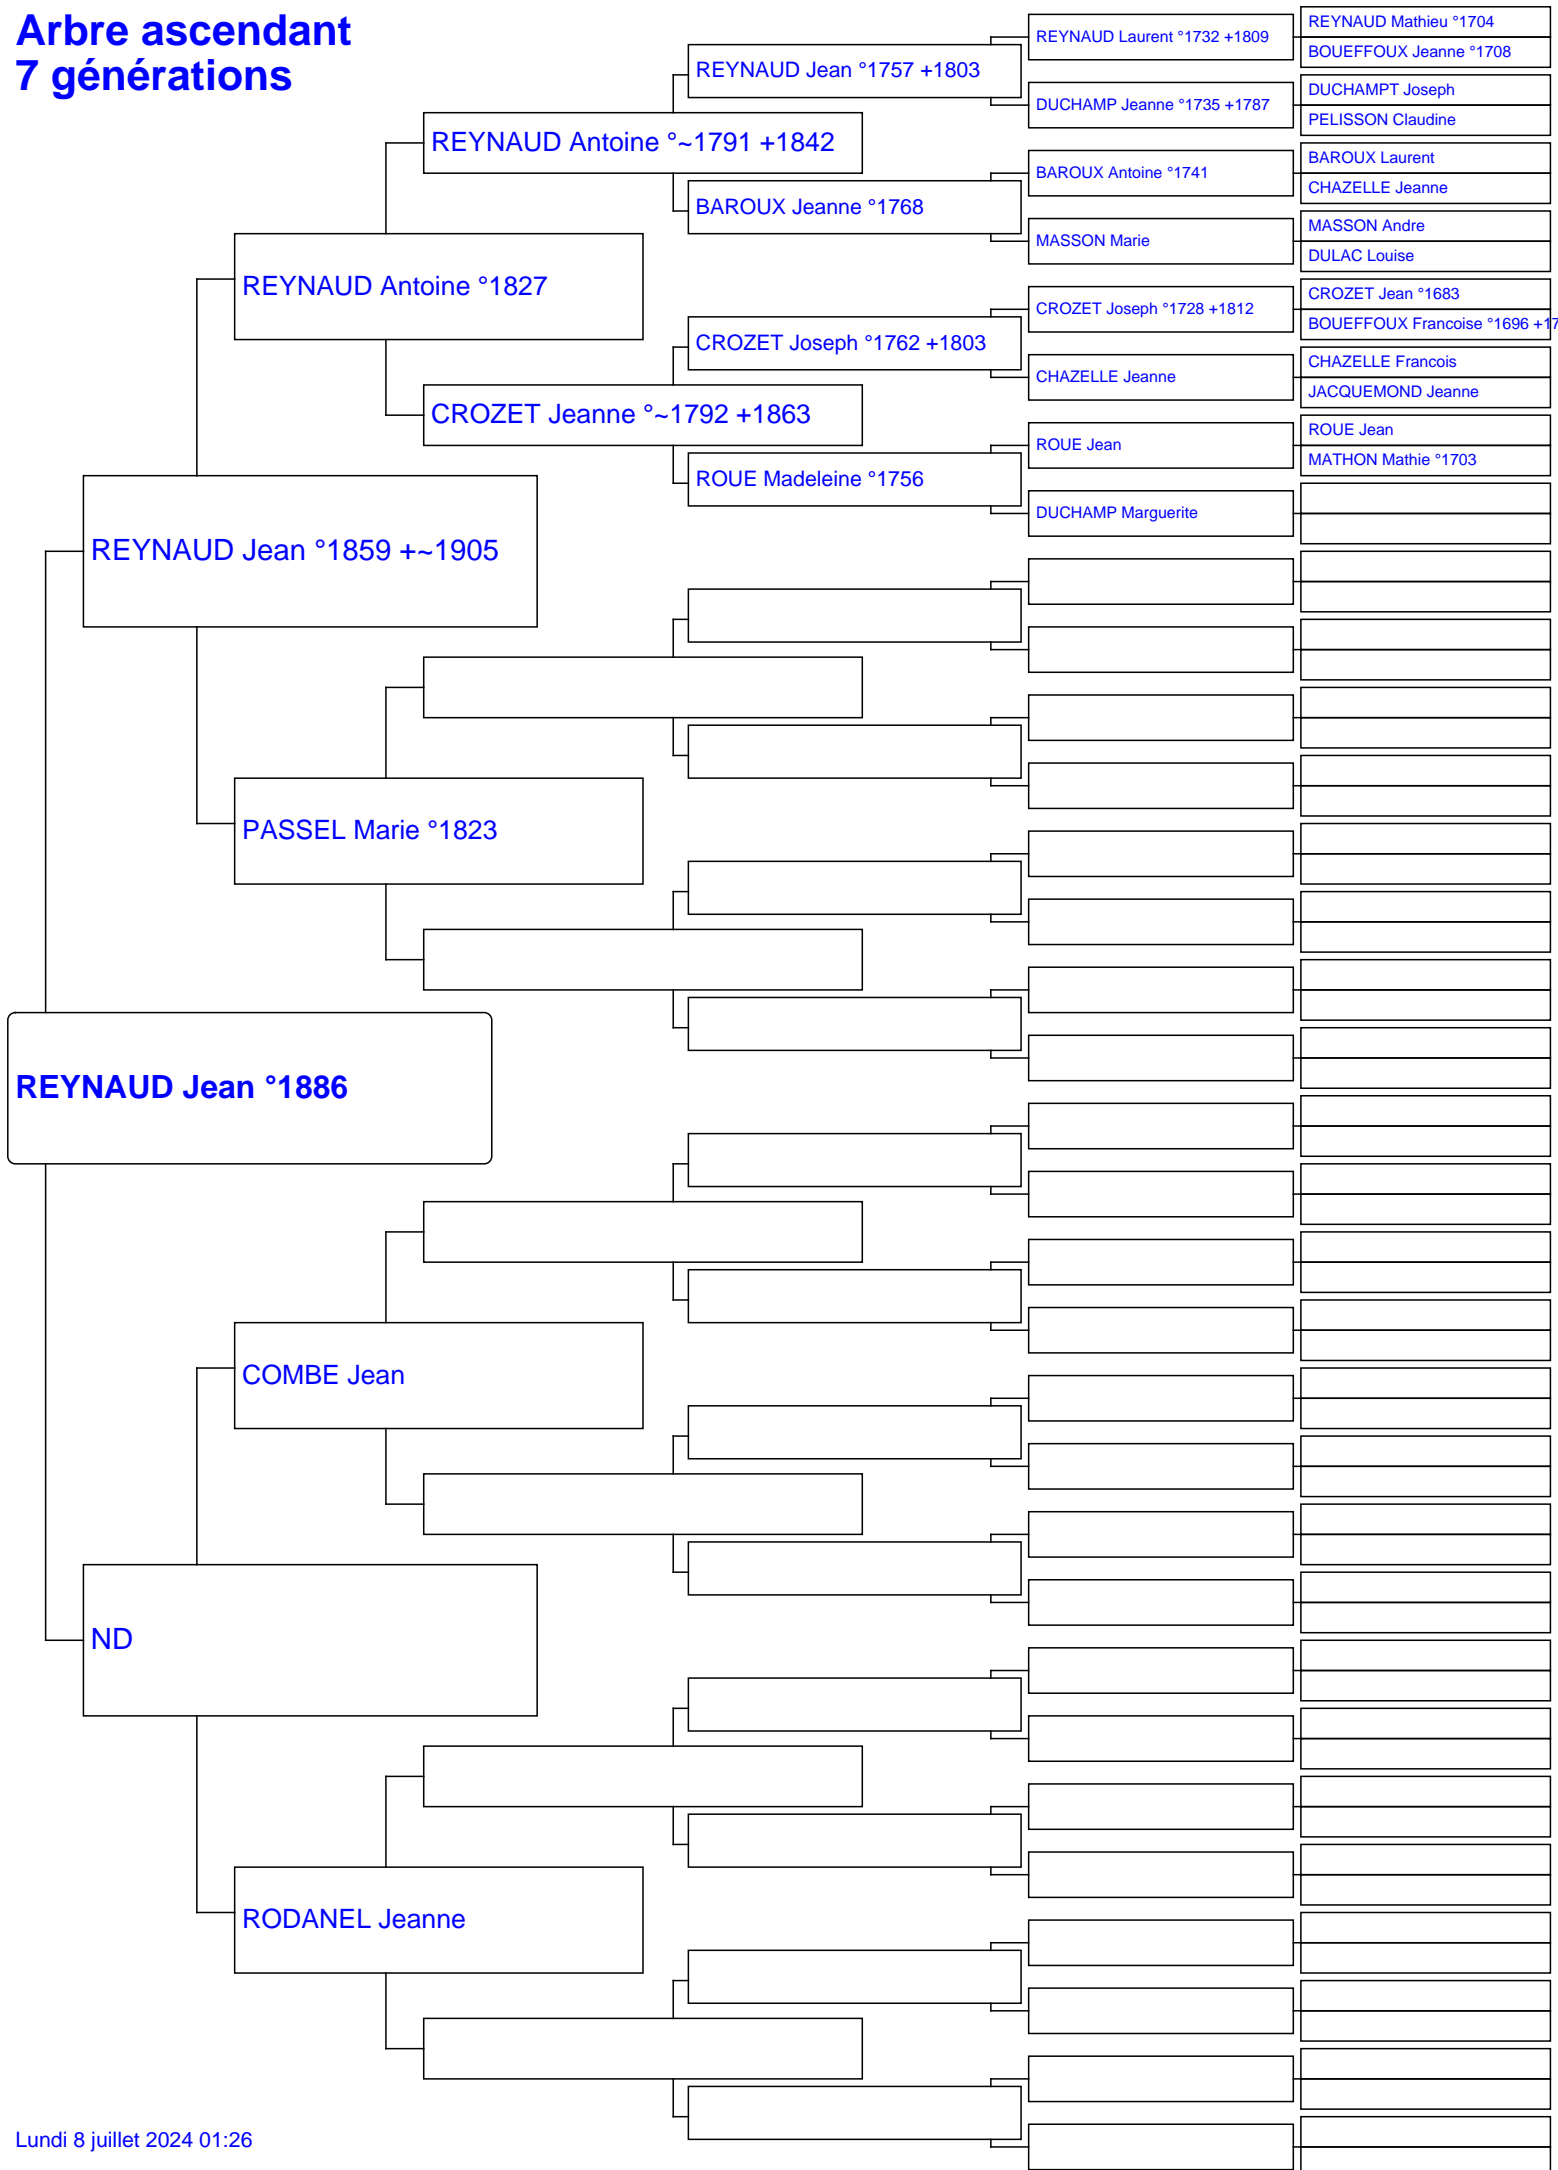 Arbre ascendant
7 générations
REYNAUD Jean °1886
REYNAUD Jean °1859 +~1905
ND
REYNAUD Antoine °1827
PASSEL Marie °1823
COMBE Jean
RODANEL Jeanne
REYNAUD Antoine °~1791 +1842
CROZET Jeanne °~1792 +1863
REYNAUD Jean °1757 +1803
BAROUX Jeanne °1768
CROZET Joseph °1762 +1803
ROUE Madeleine °1756
REYNAUD Laurent °1732 +1809
DUCHAMP Jeanne °1735 +1787
BAROUX Antoine °1741
MASSON Marie
CROZET Joseph °1728 +1812
CHAZELLE Jeanne
ROUE Jean
DUCHAMP Marguerite
REYNAUD Mathieu °1704
BOUEFFOUX Jeanne °1708
DUCHAMPT Joseph
PELISSON Claudine
BAROUX Laurent
CHAZELLE Jeanne
MASSON Andre
DULAC Louise
CROZET Jean °1683
BOUEFFOUX Francoise °1696 +17
CHAZELLE Francois
JACQUEMOND Jeanne
ROUE Jean
MATHON Mathie °1703
Lundi 8 juillet 2024 01:26